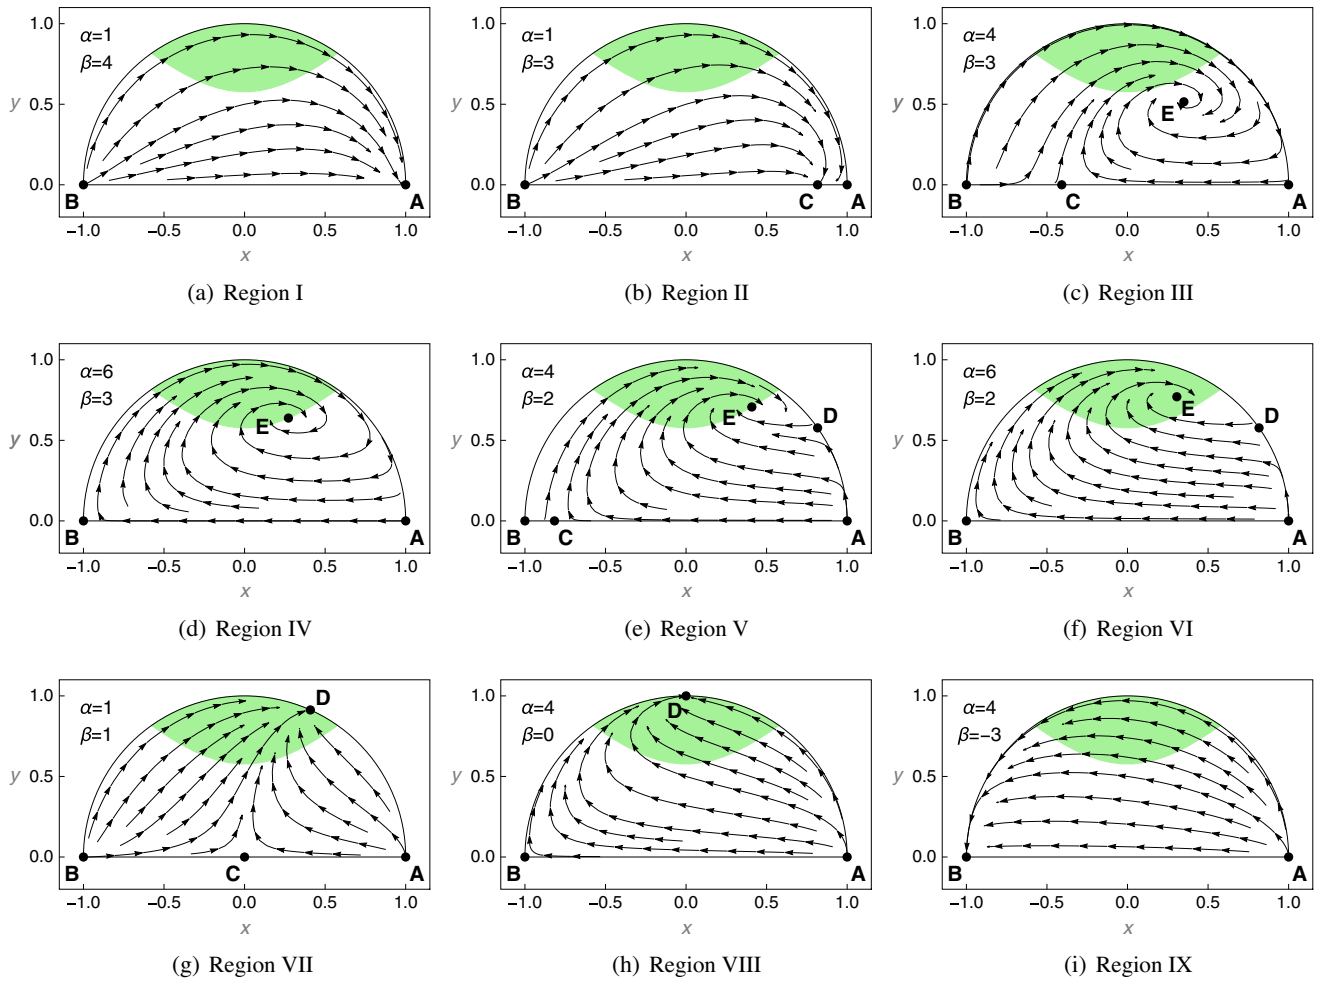 α=1
β=4
y
1.0
0.5
0.0
B
A
−1.0 −0.5 0.0 0.5 1.0
x
(a) Region I
α=1
β=3
y
1.0
0.5
0.0
B
C
A
−1.0 −0.5 0.0 0.5 1.0
x
(b) Region II
α=4
β=3
y
1.0
0.5
0.0
E
B
C
A
−1.0 −0.5 0.0 0.5 1.0
x
(c) Region III
α=6
β=3
y
1.0
0.5
0.0
E
B
A
−1.0 −0.5 0.0 0.5 1.0
x
(d) Region IV
α=4
β=2
y
1.0
0.5
0.0
E
D
B
C
A
−1.0 −0.5 0.0 0.5 1.0
x
(e) Region V
α=6
β=2
y
1.0
0.5
0.0
E
D
B
A
−1.0 −0.5 0.0 0.5 1.0
x
(f) Region VI
α=1
β=1
y
1.0
0.5
0.0
D
B
C
A
−1.0 −0.5 0.0 0.5 1.0
x
(g) Region VII
α=4
β=0
y
1.0
0.5
0.0
D
B
A
−1.0 −0.5 0.0 0.5 1.0
x
(h) Region VIII
α=4
β=−3
y
1.0
0.5
0.0
B
A
−1.0 −0.5 0.0 0.5 1.0
x
(i) Region IX